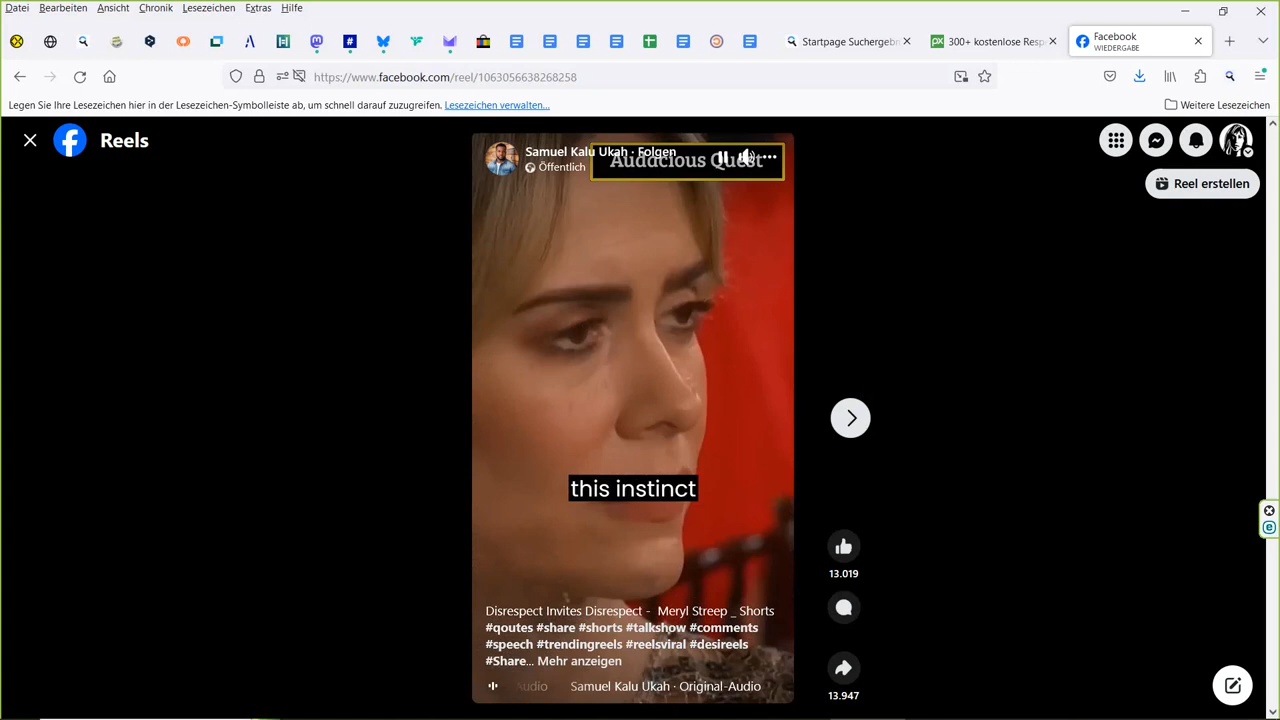 Datei Bearbeiten Ansicht Chronik Lesezeichen Extras Hilfe
Startpage Suchergebn
300+ kostenlose Resp
Facebook
WIEDERGABE
https://www.facebook.com/reel/1063056638268258
Legen Sie Ihre Lesezeichen hier in der Lesezeichen-Symbolleiste ab, um schnell darauf zuzugreifen. Lesezeichen verwalten...
Weitere Lesezeichen
Reels
Samuel Kalu Ukah · Folgen
Audacious Quest
Öffentlich
Reel erstellen
this instinct
13.019
Disrespect Invites Disrespect - Meryl Streep _ Shorts
#qoutes #share #shorts #talkshow #comments
#speech #trendingreels #reelsviral #desireels
#Share... Mehr anzeigen
Audio Samuel Kalu Ukah · Original-Audio
13.947